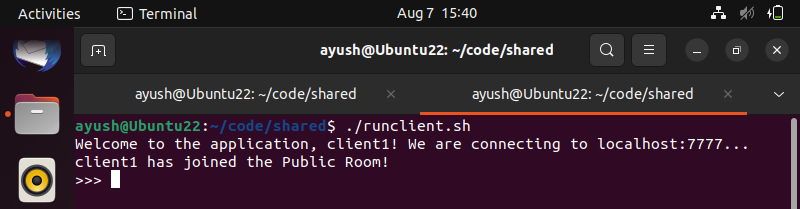 Activities
Terminal
Aug 7 15:40
ayush@Ubuntu22: ~/code/shared
ayush@Ubuntu22: ~/code/shared
ayush@Ubuntu22: ~/code/shared
ayush@Ubuntu22:~/code/shared$ ./runclient.sh
Welcome to the application, client1! We are connecting to localhost:7777...
client1 has joined the Public Room!
>>>